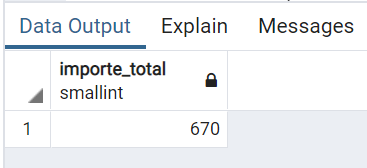 Data Output Explain Messages
importe_total
smallint
1 670